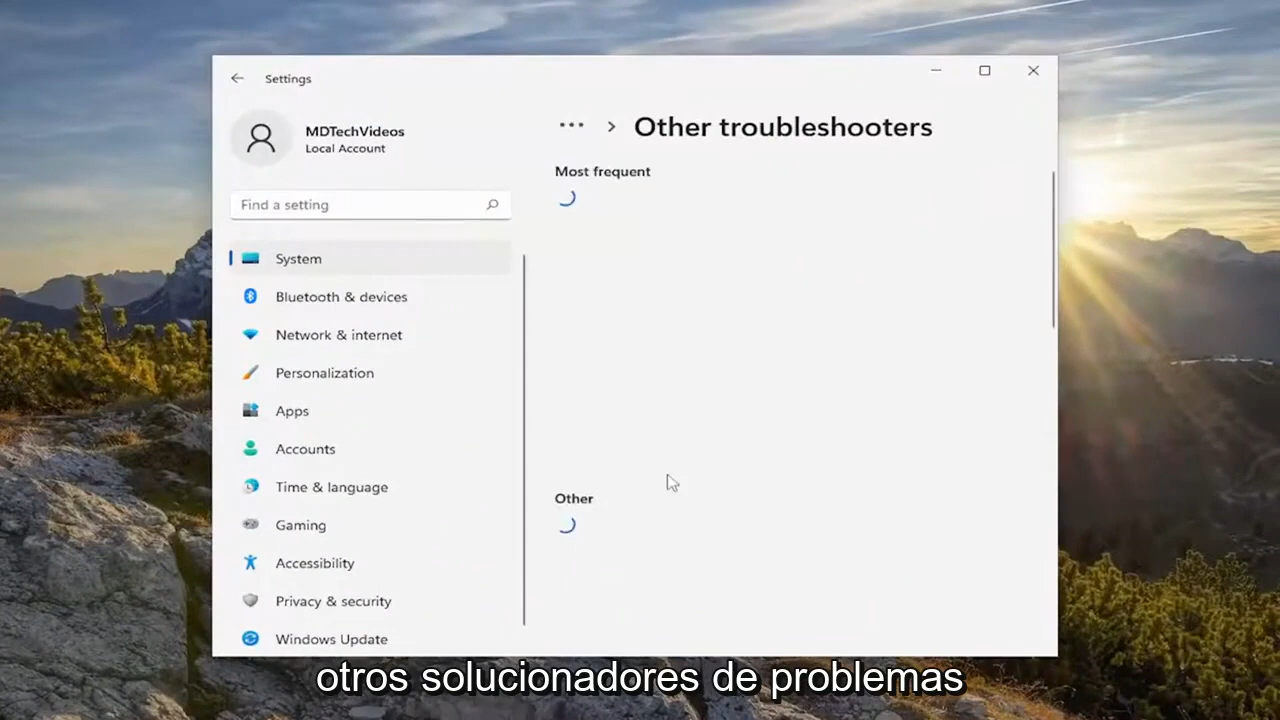 Settings
MDTechVideos
Local Account
Find a setting
System
Bluetooth & devices
Network & internet
Personalization
Apps
Accounts
Time & language
Gaming
Accessibility
Privacy & security
Windows Update
··· > Other troubleshooters
Most frequent
Other
otros solucionadores de problemas